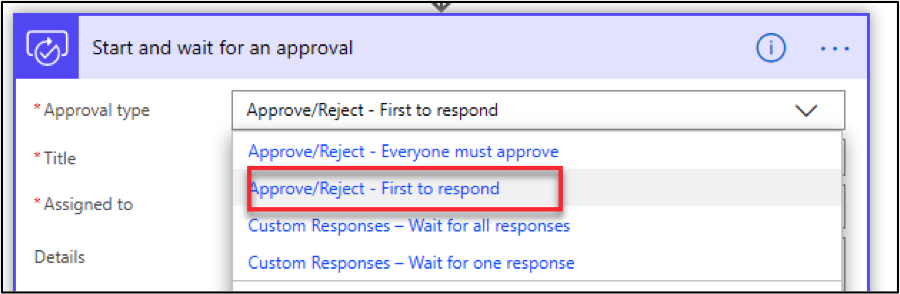 Start and wait for an approval
* Approval type
Approve/Reject - First to respond
Approve/Reject - Everyone must approve
* Title
Approve/Reject - First to respond
* Assigned to
Custom Responses – Wait for all responses
Details
Custom Responses – Wait for one response